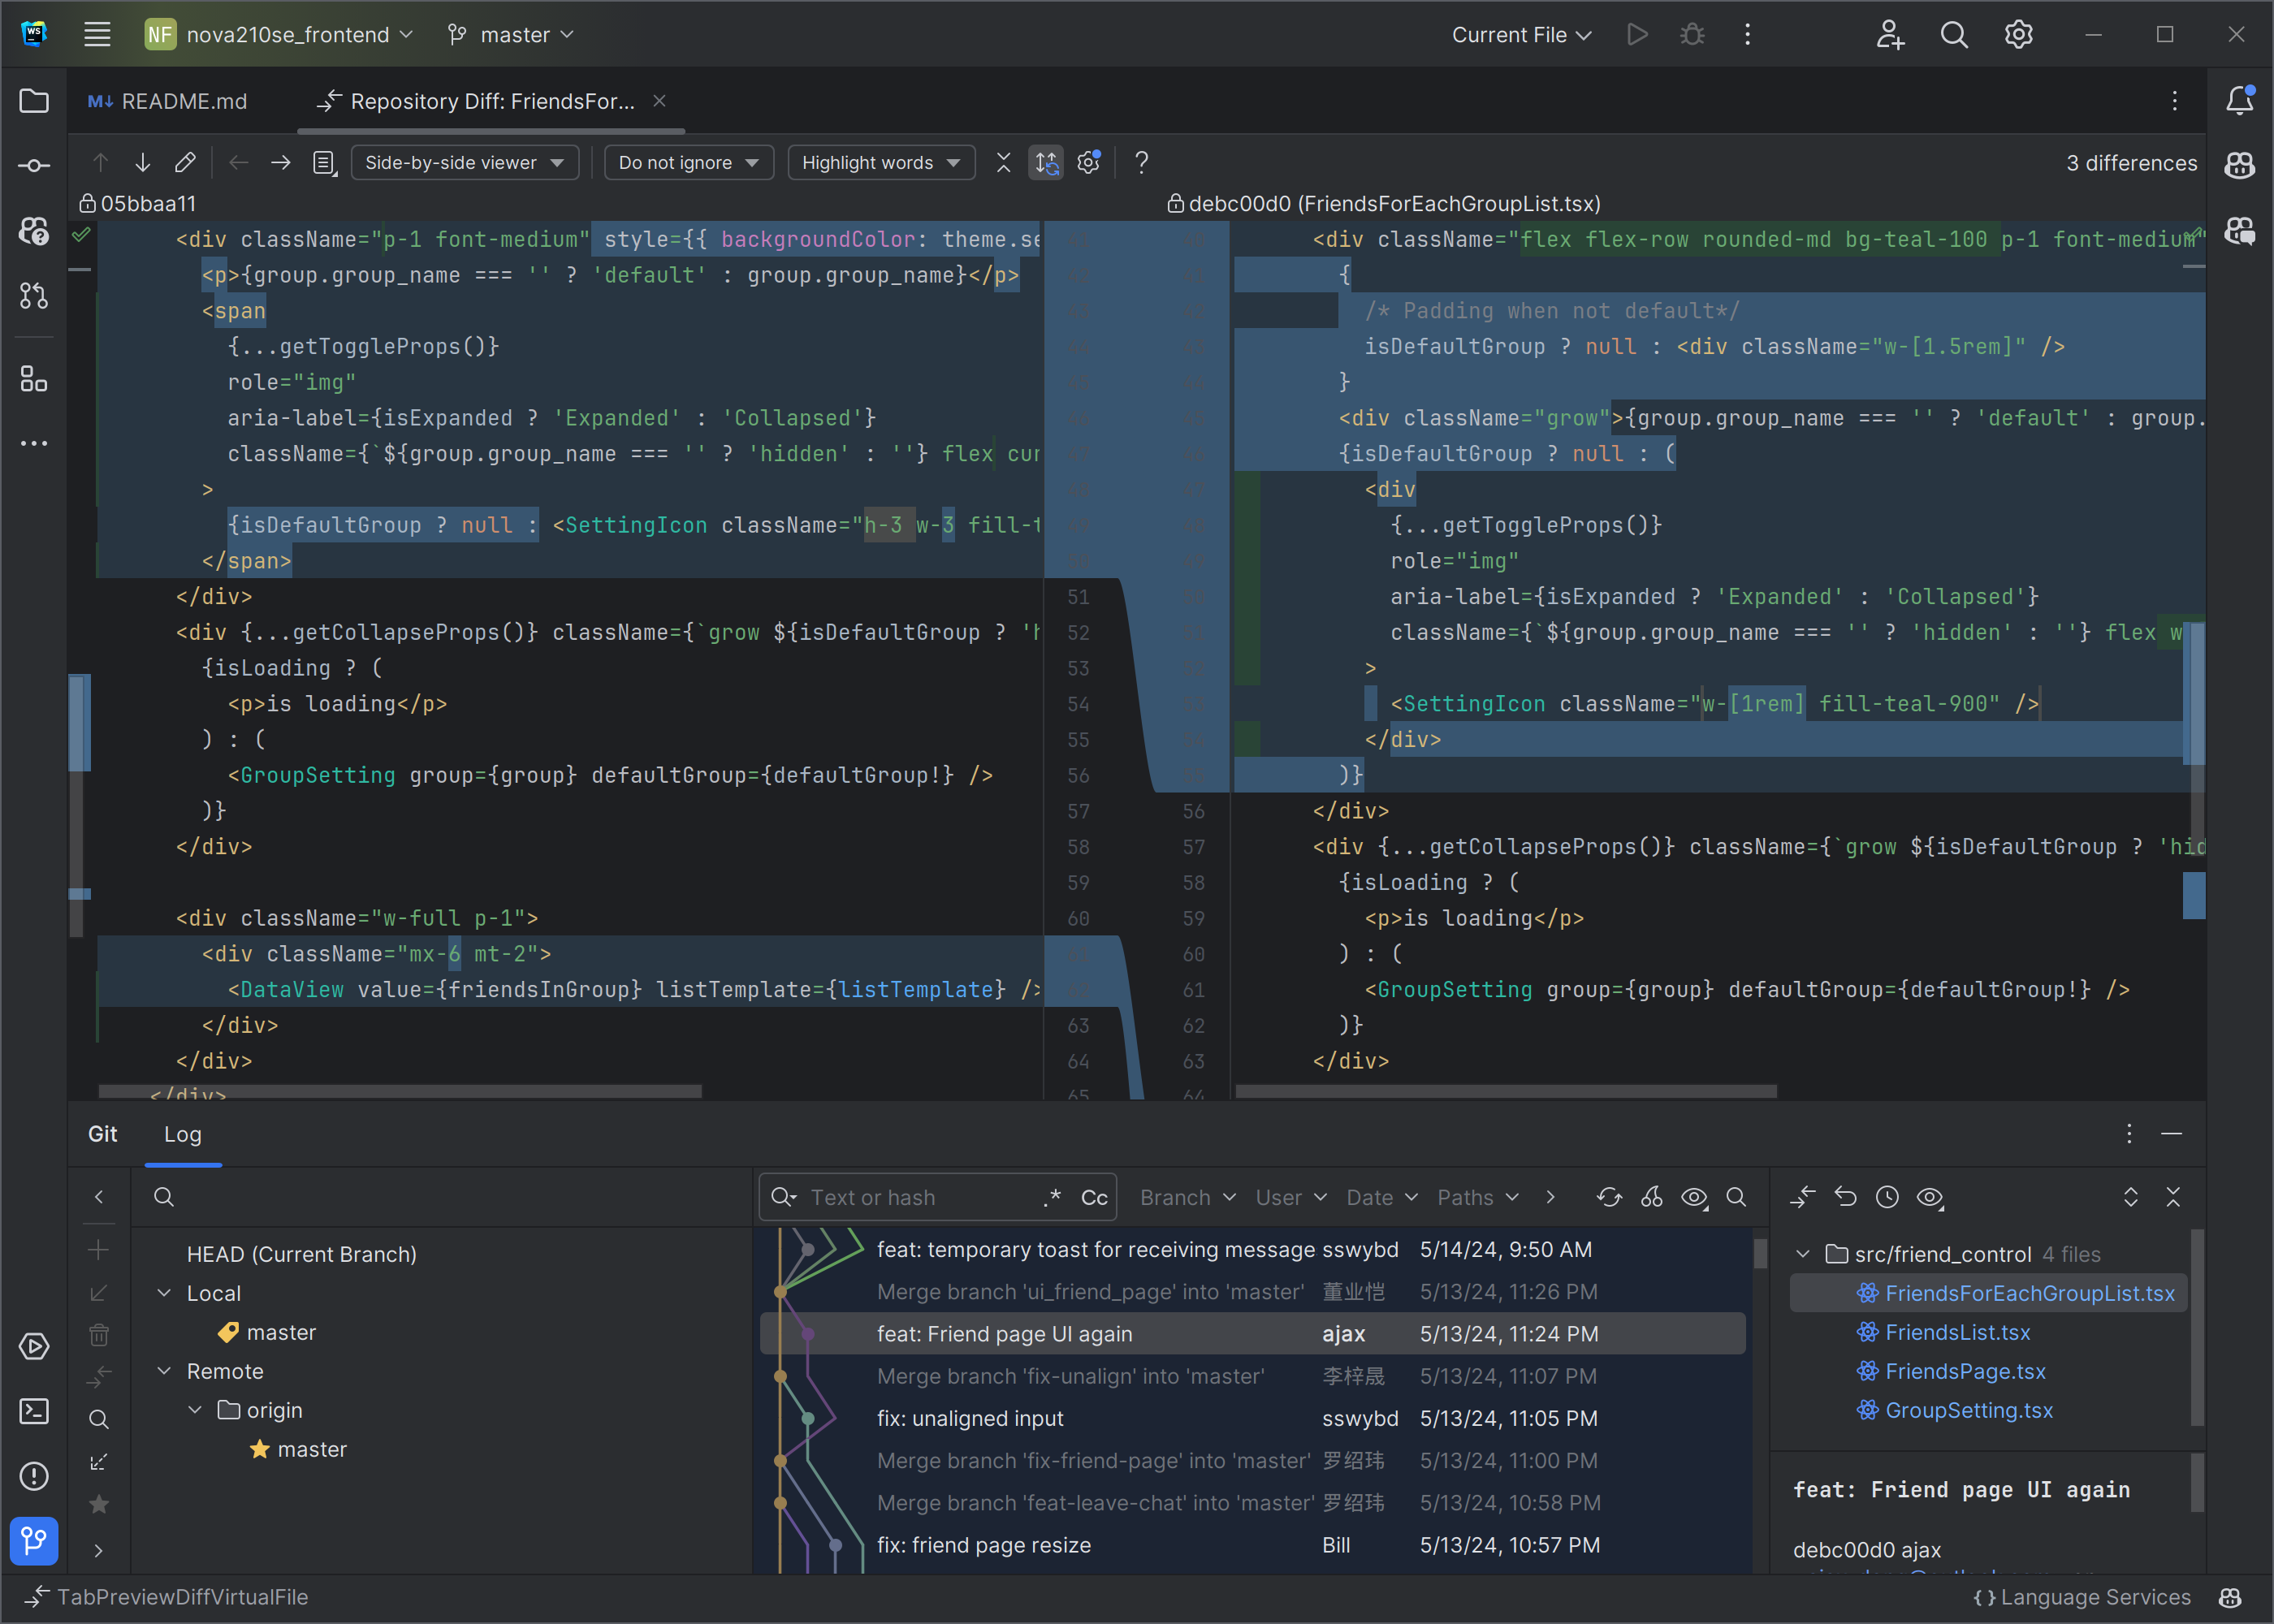 WS
NF nova210se_frontend master Current File
README.md Repository Diff: FriendsFor...
Side-by-side viewer Do not ignore Highlight words ? 3 differences
05bbaa11 debc00d0 (FriendsForEachGroupList.tsx)
<div className="p-1 font-medium" style={{ backgroundColor: theme.se
<p>{group.group_name === '' ? 'default' : group.group_name}</p>
<span
{...getToggleProps()}
role="img"
aria-label={isExpanded ? 'Expanded' : 'Collapsed'}
className={`${group.group_name === '' ? 'hidden' : ''} flex cur
>
{isDefaultGroup ? null : <SettingIcon className="h-3 w-3 fill-t
</span>
</div>
<div {...getCollapseProps()} className={`grow ${isDefaultGroup ? 'h
{isLoading ? (
<p>is loading</p>
) : (
<GroupSetting group={group} defaultGroup={defaultGroup!} />
)}
</div>
<div className="w-full p-1">
<div className="mx-6 mt-2">
<DataView value={friendsInGroup} listTemplate={listTemplate} />
</div>
</div>
</div>
51
52
53
54
55
56
57 56
58 57
59 58
60 59
60
61
63 62
64 63
65 64
<div className="flex flex-row rounded-md bg-teal-100 p-1 font-medium"
{
/* Padding when not default*/
isDefaultGroup ? null : <div className="w-[1.5rem]" />
}
<div className="grow">{group.group_name === '' ? 'default' : group.
{isDefaultGroup ? null : (
<div
{...getToggleProps()}
role="img"
aria-label={isExpanded ? 'Expanded' : 'Collapsed'}
className={`${group.group_name === '' ? 'hidden' : ''} flex w
>
<SettingIcon className="w-[1rem] fill-teal-900" />
</div>
)}
</div>
<div {...getCollapseProps()} className={`grow ${isDefaultGroup ? 'hid
{isLoading ? (
<p>is loading</p>
) : (
<GroupSetting group={group} defaultGroup={defaultGroup!} />
)}
</div>
Git Log
Text or hash .* Cc Branch User Date Paths
HEAD (Current Branch)
Local
master
Remote
origin
master
feat: temporary toast for receiving message sswybd 5/14/24, 9:50 AM
Merge branch 'ui_friend_page' into 'master' 董业恺 5/13/24, 11:26 PM
feat: Friend page UI again ajax 5/13/24, 11:24 PM
Merge branch 'fix-unalign' into 'master' 李梓晟 5/13/24, 11:07 PM
fix: unaligned input sswybd 5/13/24, 11:05 PM
Merge branch 'fix-friend-page' into 'master' 罗绍玮 5/13/24, 11:00 PM
Merge branch 'feat-leave-chat' into 'master' 罗绍玮 5/13/24, 10:58 PM
fix: friend page resize Bill 5/13/24, 10:57 PM
src/friend_control 4 files
FriendsForEachGroupList.tsx
FriendsList.tsx
FriendsPage.tsx
GroupSetting.tsx
feat: Friend page UI again
debc00d0 ajax
TabPreviewDiffVirtualFile {} Language Services